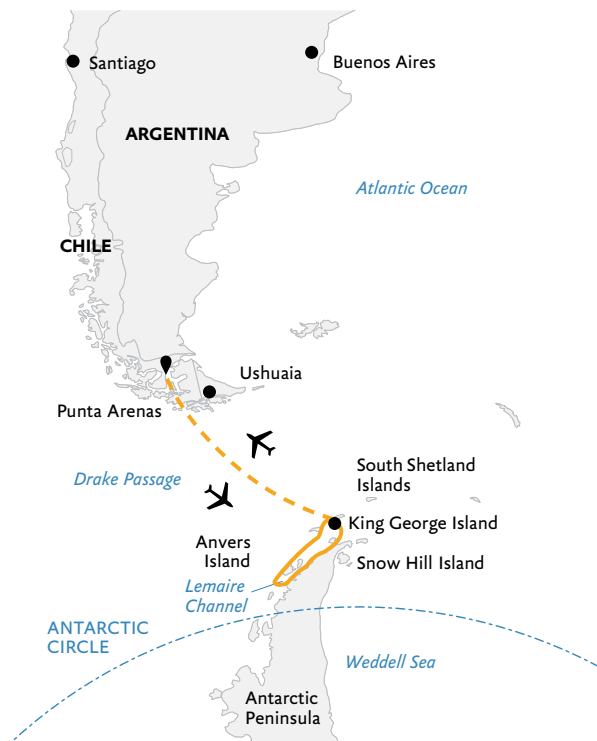 Santiago
Buenos Aires
ARGENTINA
Atlantic Ocean
CHILE
Ushuaia
Punta Arenas
Drake Passage
South Shetland
Islands
King George Island
Anvers
Island
Snow Hill Island
Lemaire
Channel
ANTARCTIC
CIRCLE
Weddell Sea
Antarctic
Peninsula